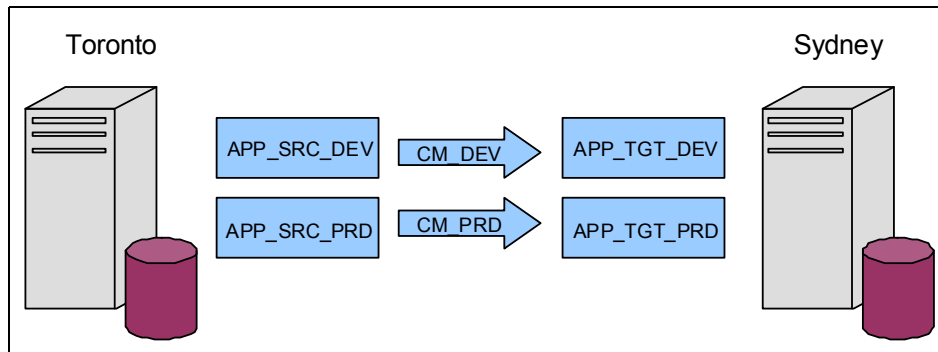 Toronto
Sydney
APP_SRC_DEV
CM_DEV
APP_TGT_DEV
APP_SRC_PRD
CM_PRD
APP_TGT_PRD